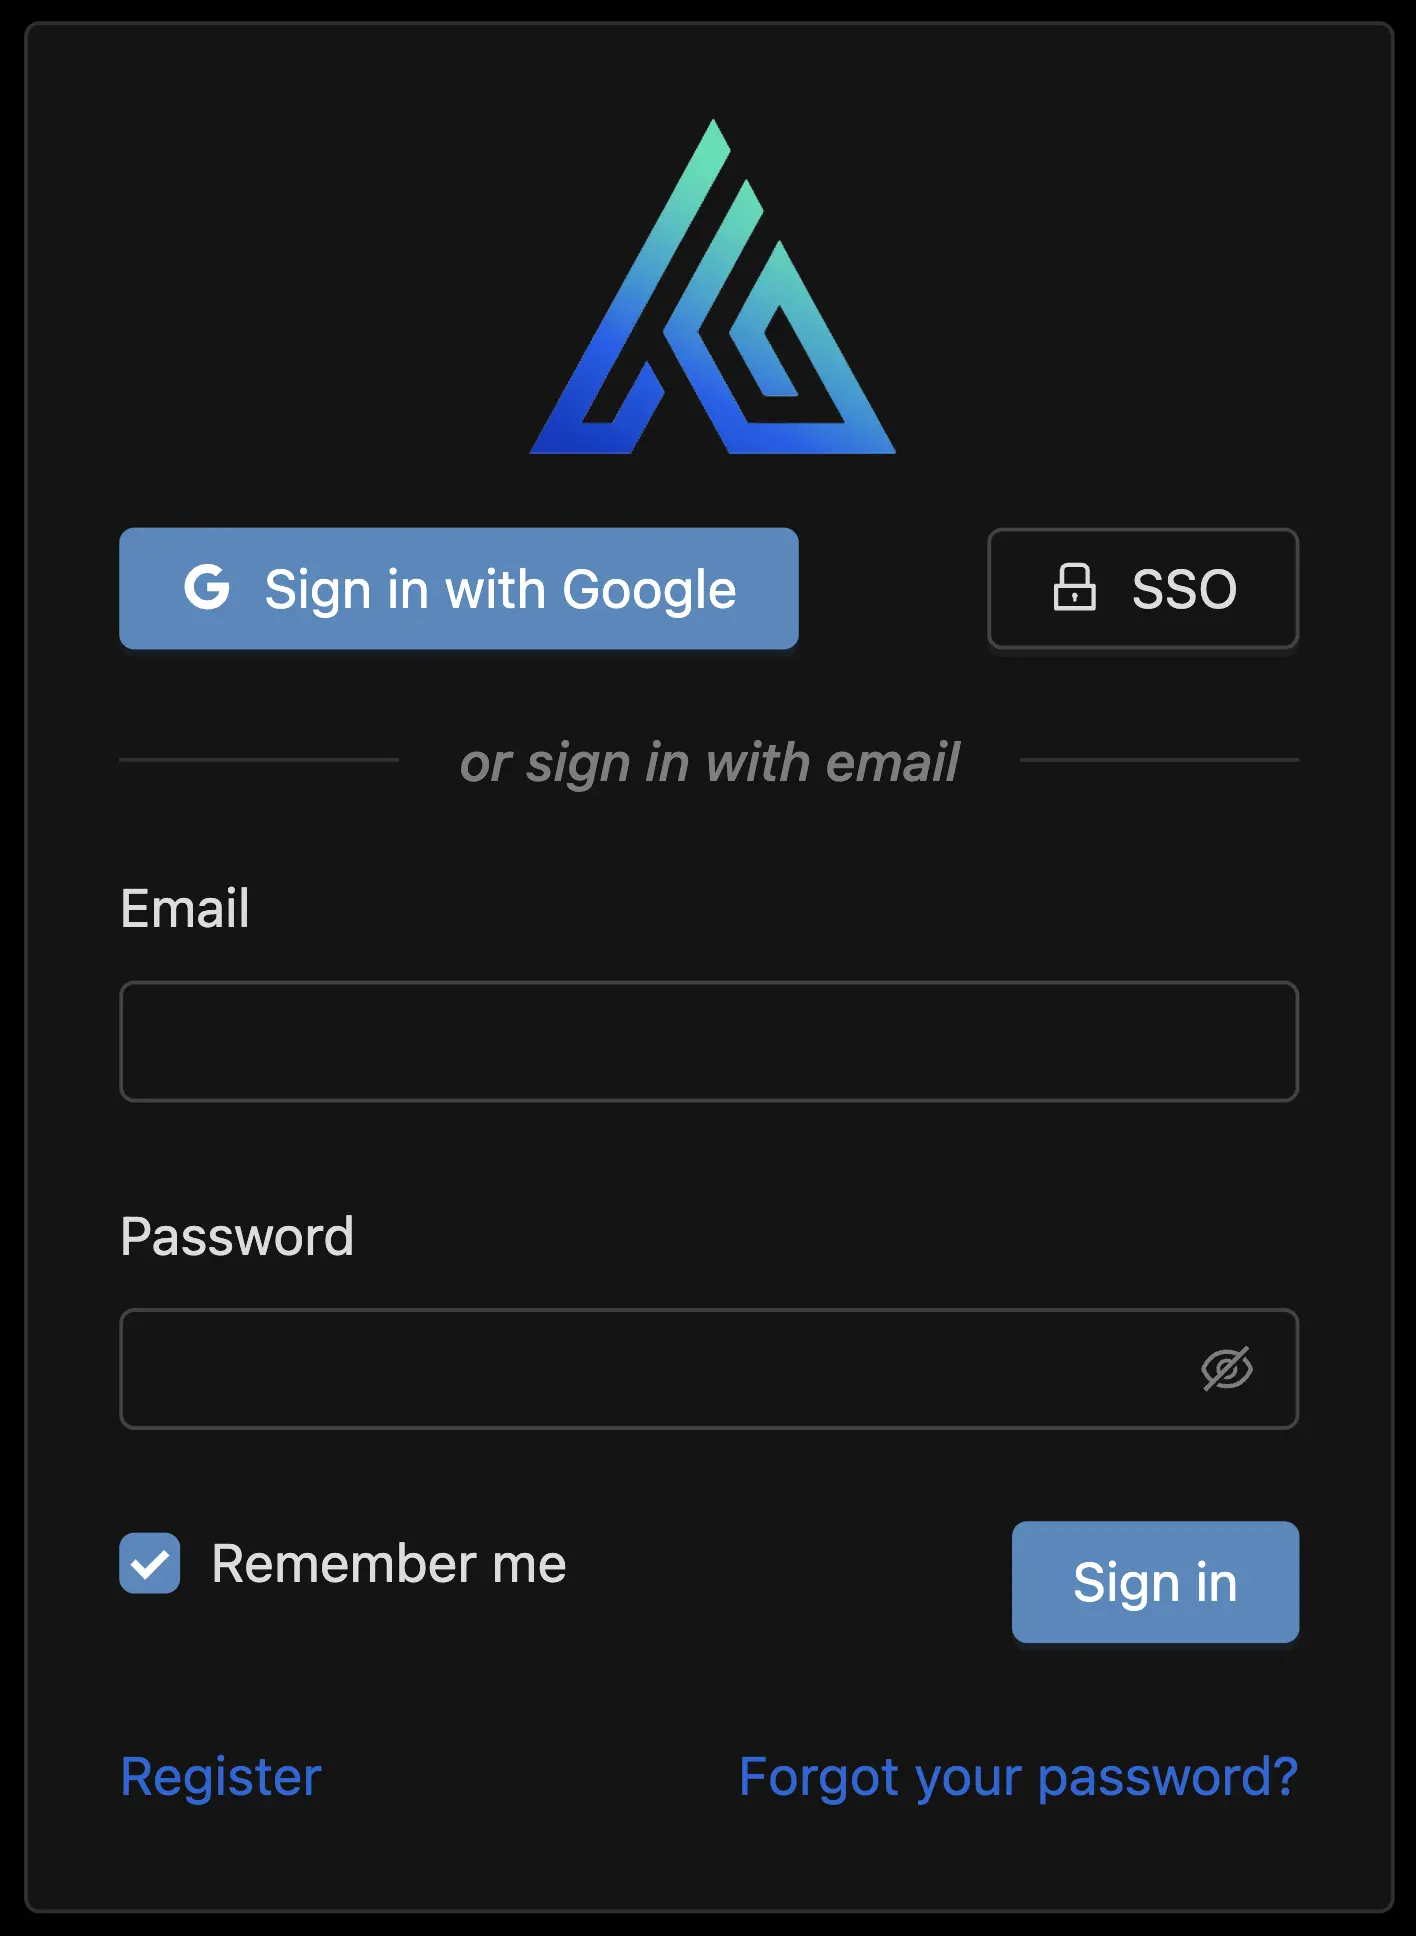 Sign in with Google
SSO
or sign in with email
Email
Password
Remember me
Sign in
Register
Forgot your password?